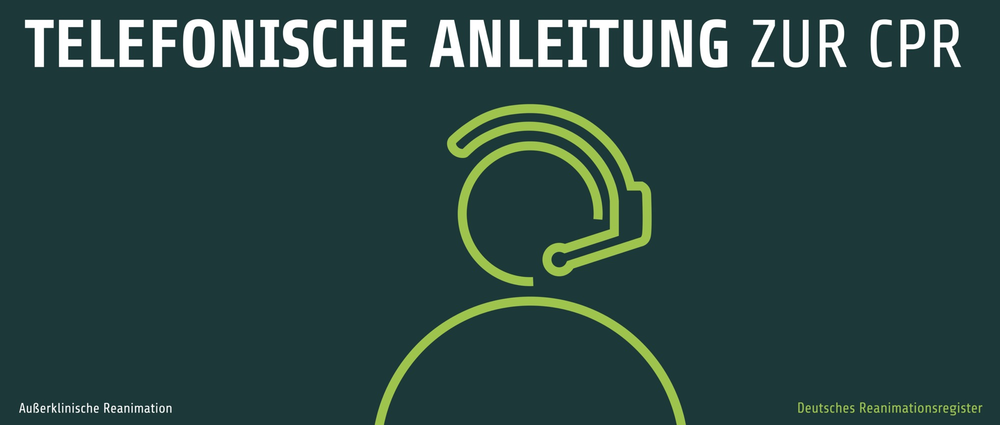 TELEFONISCHE ANLEITUNG ZUR CPR
Außerklinische Reanimation
Deutsches Reanimationsregister